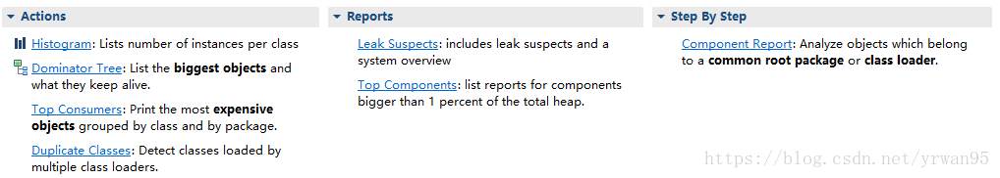 Actions
Histogram: Lists number of instances per class
Dominator Tree: List the biggest objects and
what they keep alive.
Top Consumers: Print the most expensive
objects grouped by class and by package.
Duplicate Classes: Detect classes loaded by
multiple class loaders.
Reports
Leak Suspects: includes leak suspects and a
system overview
Top Components: list reports for components
bigger than 1 percent of the total heap.
Step By Step
Component Report: Analyze objects which belong
to a common root package or class loader.
https://blog.csdn.net/yrwan95